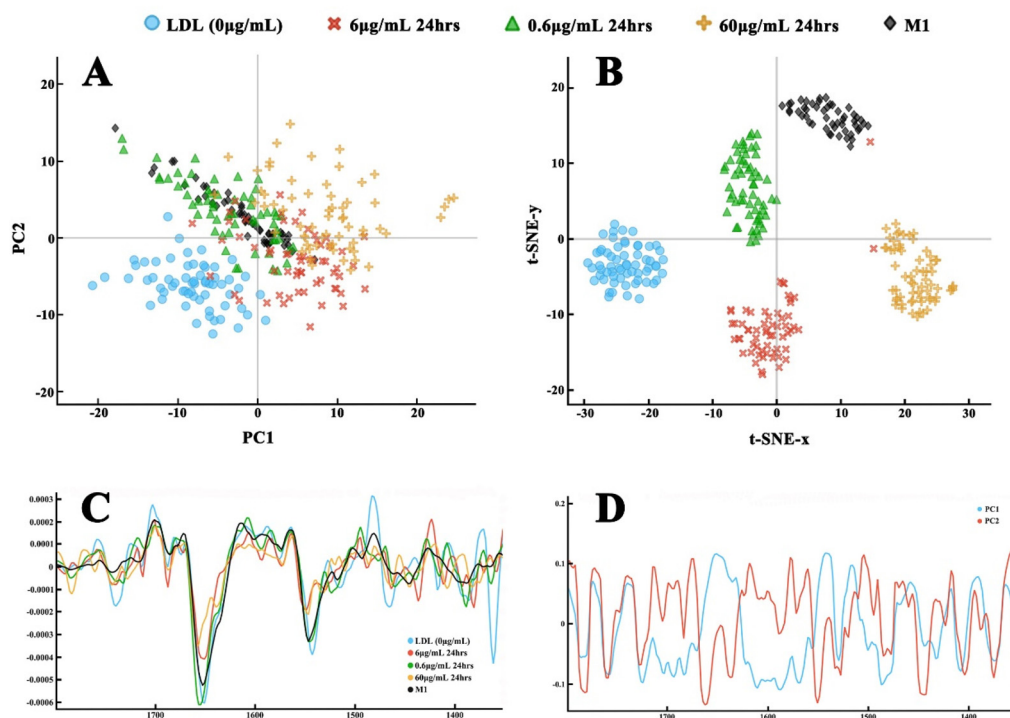 LDL (0µg/mL) 6µg/mL 24hrs 0.6µg/mL 24hrs 60µg/mL 24hrs M1
A
20
10
0
-10
-20
PC2
-20 -10 0 10 20
PC1
B
20
10
0
-10
-20
t-SNE-y
-30 -20 -10 0 10 20 30
t-SNE-x
C
0.0003
0.0002
0.0001
0
-0.0001
-0.0002
-0.0003
-0.0004
-0.0005
-0.0006
LDL (0µg/mL)
6µg/mL 24hrs
0.6µg/mL 24hrs
60µg/mL 24hrs
M1
1700 1600 1500 1400
D
0.2
0.1
0
-0.1
PC1
PC2
1700 1600 1500 1400